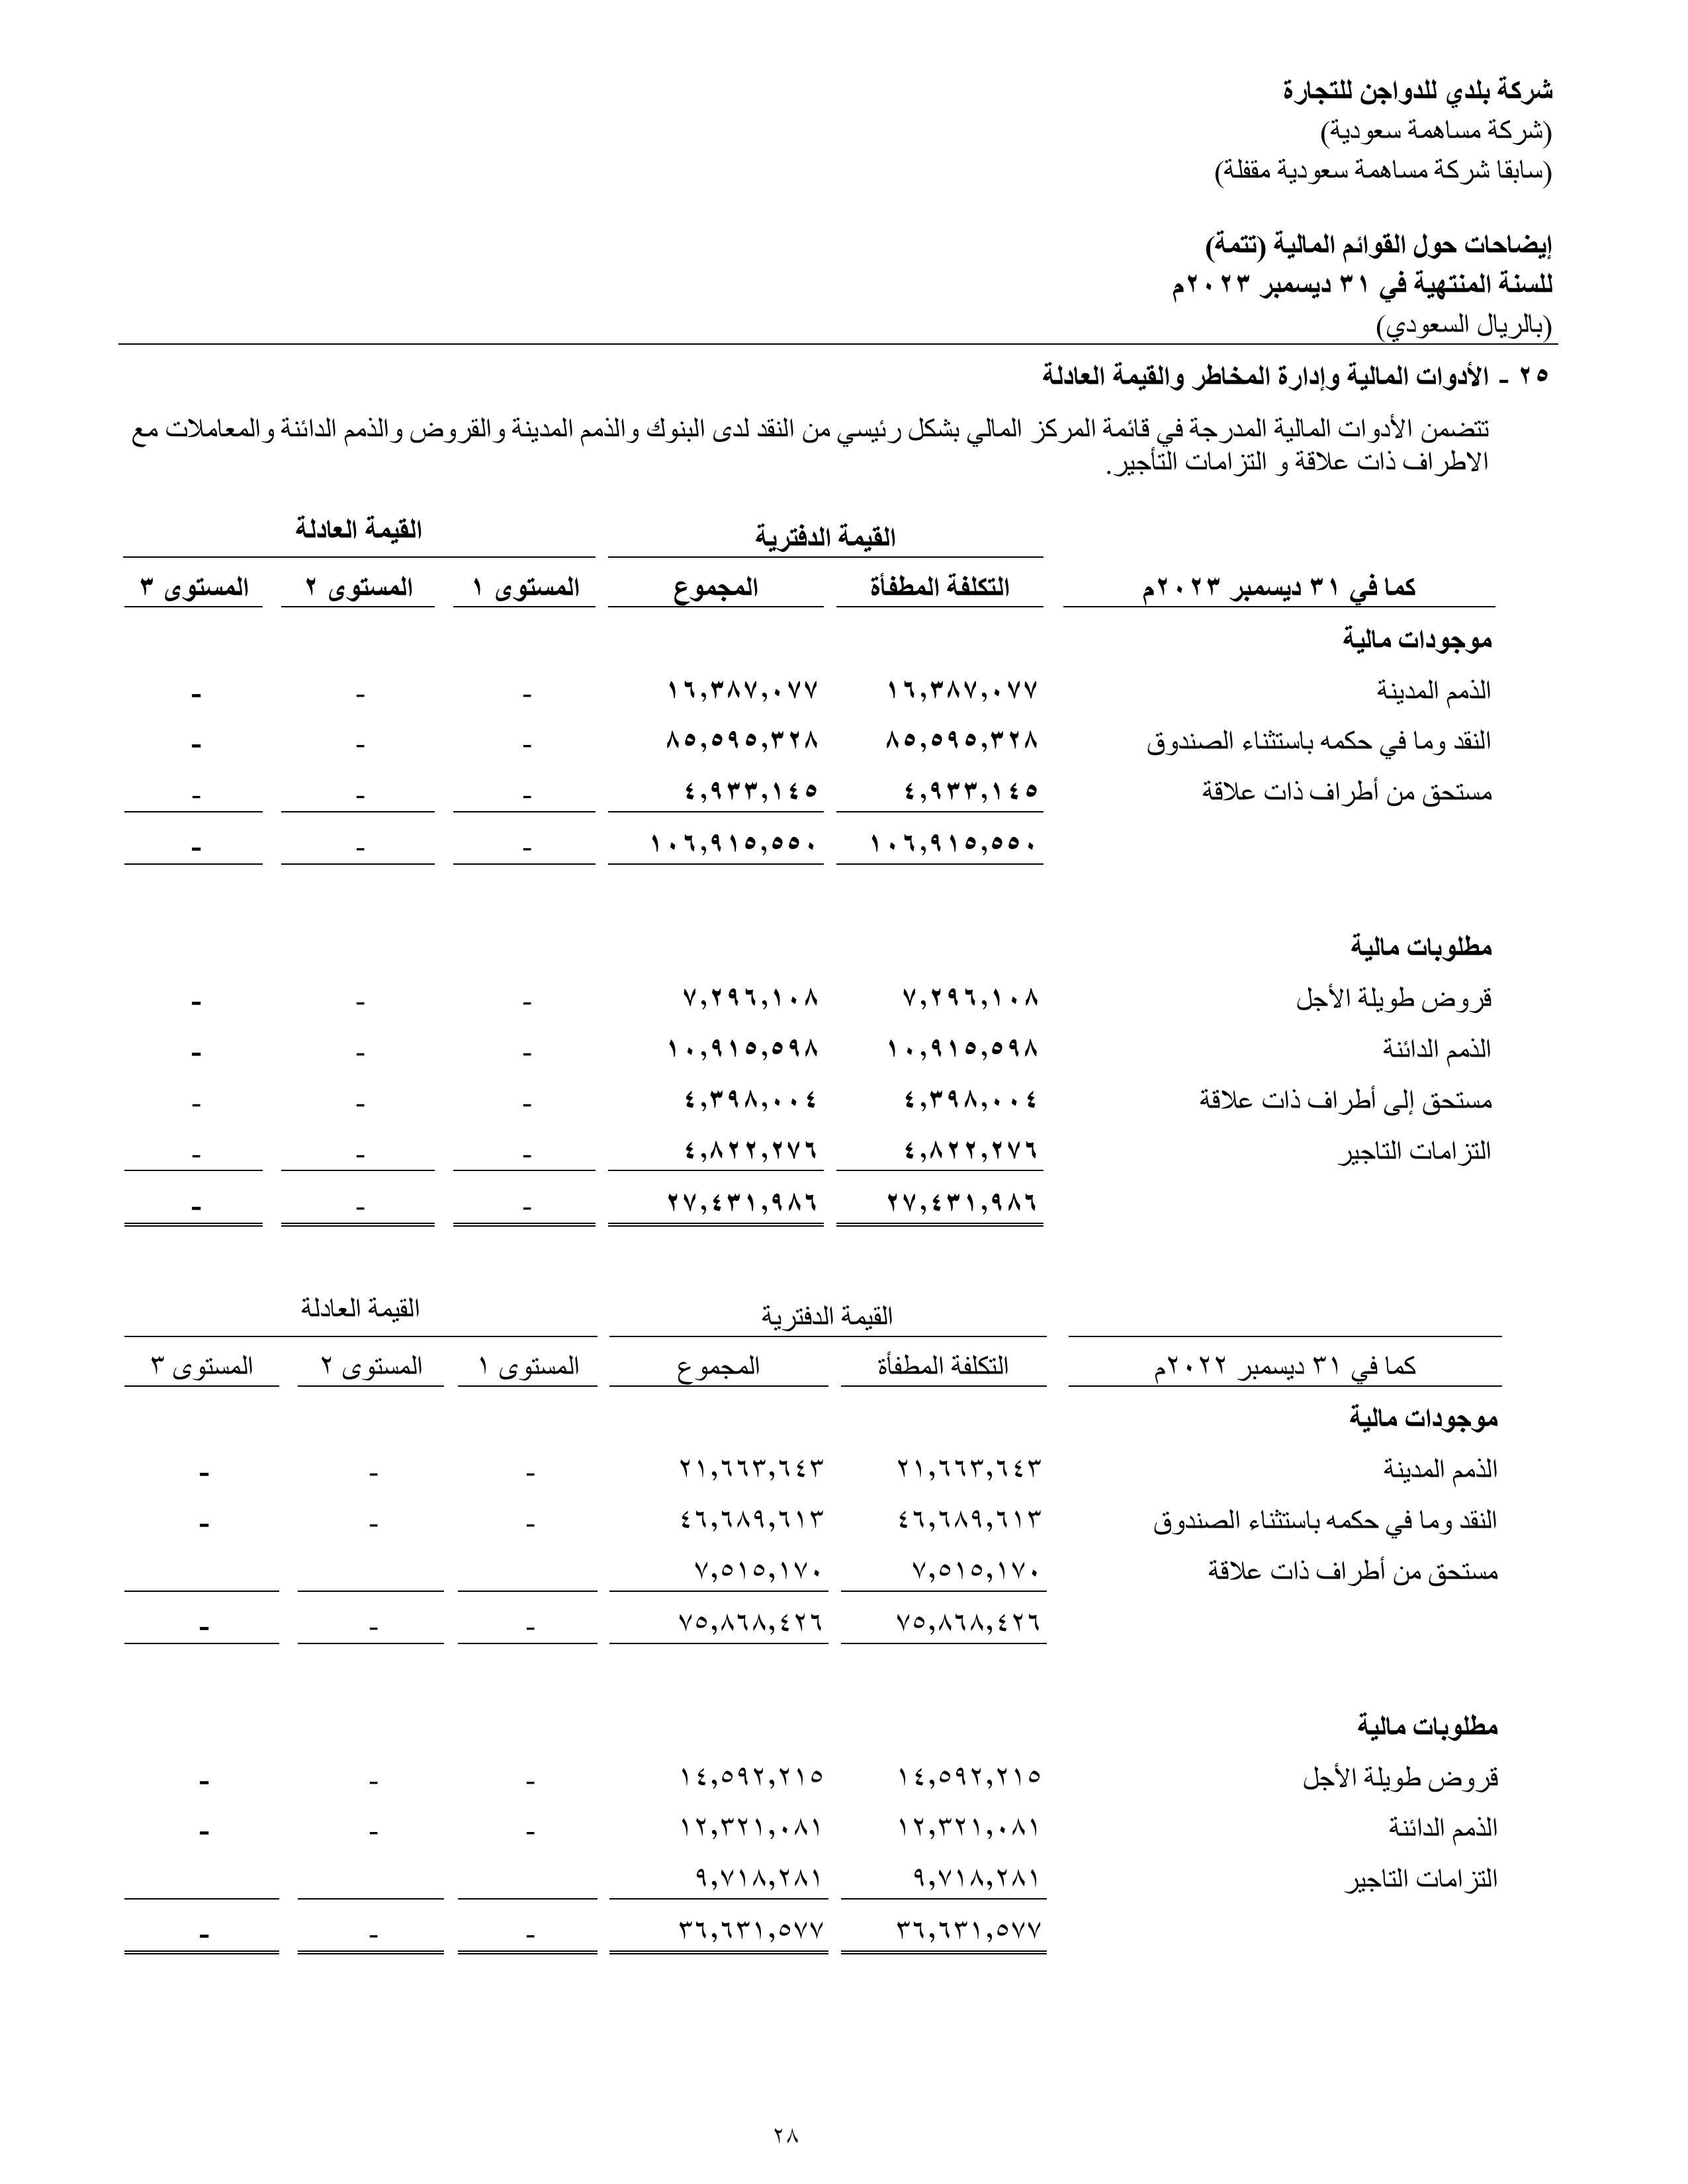 شركة بلدي للدواجن للتجارة
(شركة مساهمة سعودية)
(سابقا شركة مساهمة سعودية مقفلة)
إيضاحات حول القوائم المالية (تتمة)
للسنة المنتهية في ٣١ ديسمبر ٢٠٢٣م
(بالريال السعودي)
٢٥ - الأدوات المالية وإدارة المخاطر والقيمة العادلة
تتضمن الأدوات المالية المدرجة في قائمة المركز المالي بشكل رئيسي من النقد لدى البنوك والذمم المدينة والقروض والذمم الدائنة والمعاملات مع
الاطراف ذات علاقة و التزامات التأجير.
القيمة الدفترية القيمة العادلة
كما في ٣١ ديسمبر ٢٠٢٣م التكلفة المطفأة المجموع المستوى ١ المستوى ٢ المستوى ٣
موجودات مالية
الذمم المدينة ١٦,٣٨٧,٠٧٧ ١٦,٣٨٧,٠٧٧ - - -
النقد وما في حكمه باستثناء الصندوق ٨٥,٥٩٥,٣٢٨ ٨٥,٥٩٥,٣٢٨ - - -
مستحق من أطراف ذات علاقة ٤,٩٣٣,١٤٥ ٤,٩٣٣,١٤٥ - - -
١٠٦,٩١٥,٥٥٠ ١٠٦,٩١٥,٥٥٠ - - -
مطلوبات مالية
قروض طويلة الأجل ٧,٢٩٦,١٠٨ ٧,٢٩٦,١٠٨ - - -
الذمم الدائنة ١٠,٩١٥,٥٩٨ ١٠,٩١٥,٥٩٨ - - -
مستحق إلى أطراف ذات علاقة ٤,٣٩٨,٠٠٤ ٤,٣٩٨,٠٠٤ - - -
التزامات التاجير ٤,٨٢٢,٢٧٦ ٤,٨٢٢,٢٧٦ - - -
٢٧,٤٣١,٩٨٦ ٢٧,٤٣١,٩٨٦ - - -
القيمة الدفترية القيمة العادلة
كما في ٣١ ديسمبر ٢٠٢٢م التكلفة المطفأة المجموع المستوى ١ المستوى ٢ المستوى ٣
موجودات مالية
الذمم المدينة ٢١,٦٦٣,٦٤٣ ٢١,٦٦٣,٦٤٣ - - -
النقد وما في حكمه باستثناء الصندوق ٤٦,٦٨٩,٦١٣ ٤٦,٦٨٩,٦١٣ - - -
مستحق من أطراف ذات علاقة ٧,٥١٥,١٧٠ ٧,٥١٥,١٧٠
٧٥,٨٦٨,٤٢٦ ٧٥,٨٦٨,٤٢٦ - - -
مطلوبات مالية
قروض طويلة الأجل ١٤,٥٩٢,٢١٥ ١٤,٥٩٢,٢١٥ - - -
الذمم الدائنة ١٢,٣٢١,٠٨١ ١٢,٣٢١,٠٨١ - - -
التزامات التاجير ٩,٧١٨,٢٨١ ٩,٧١٨,٢٨١
٣٦,٦٣١,٥٧٧ ٣٦,٦٣١,٥٧٧ - - -
٢٨